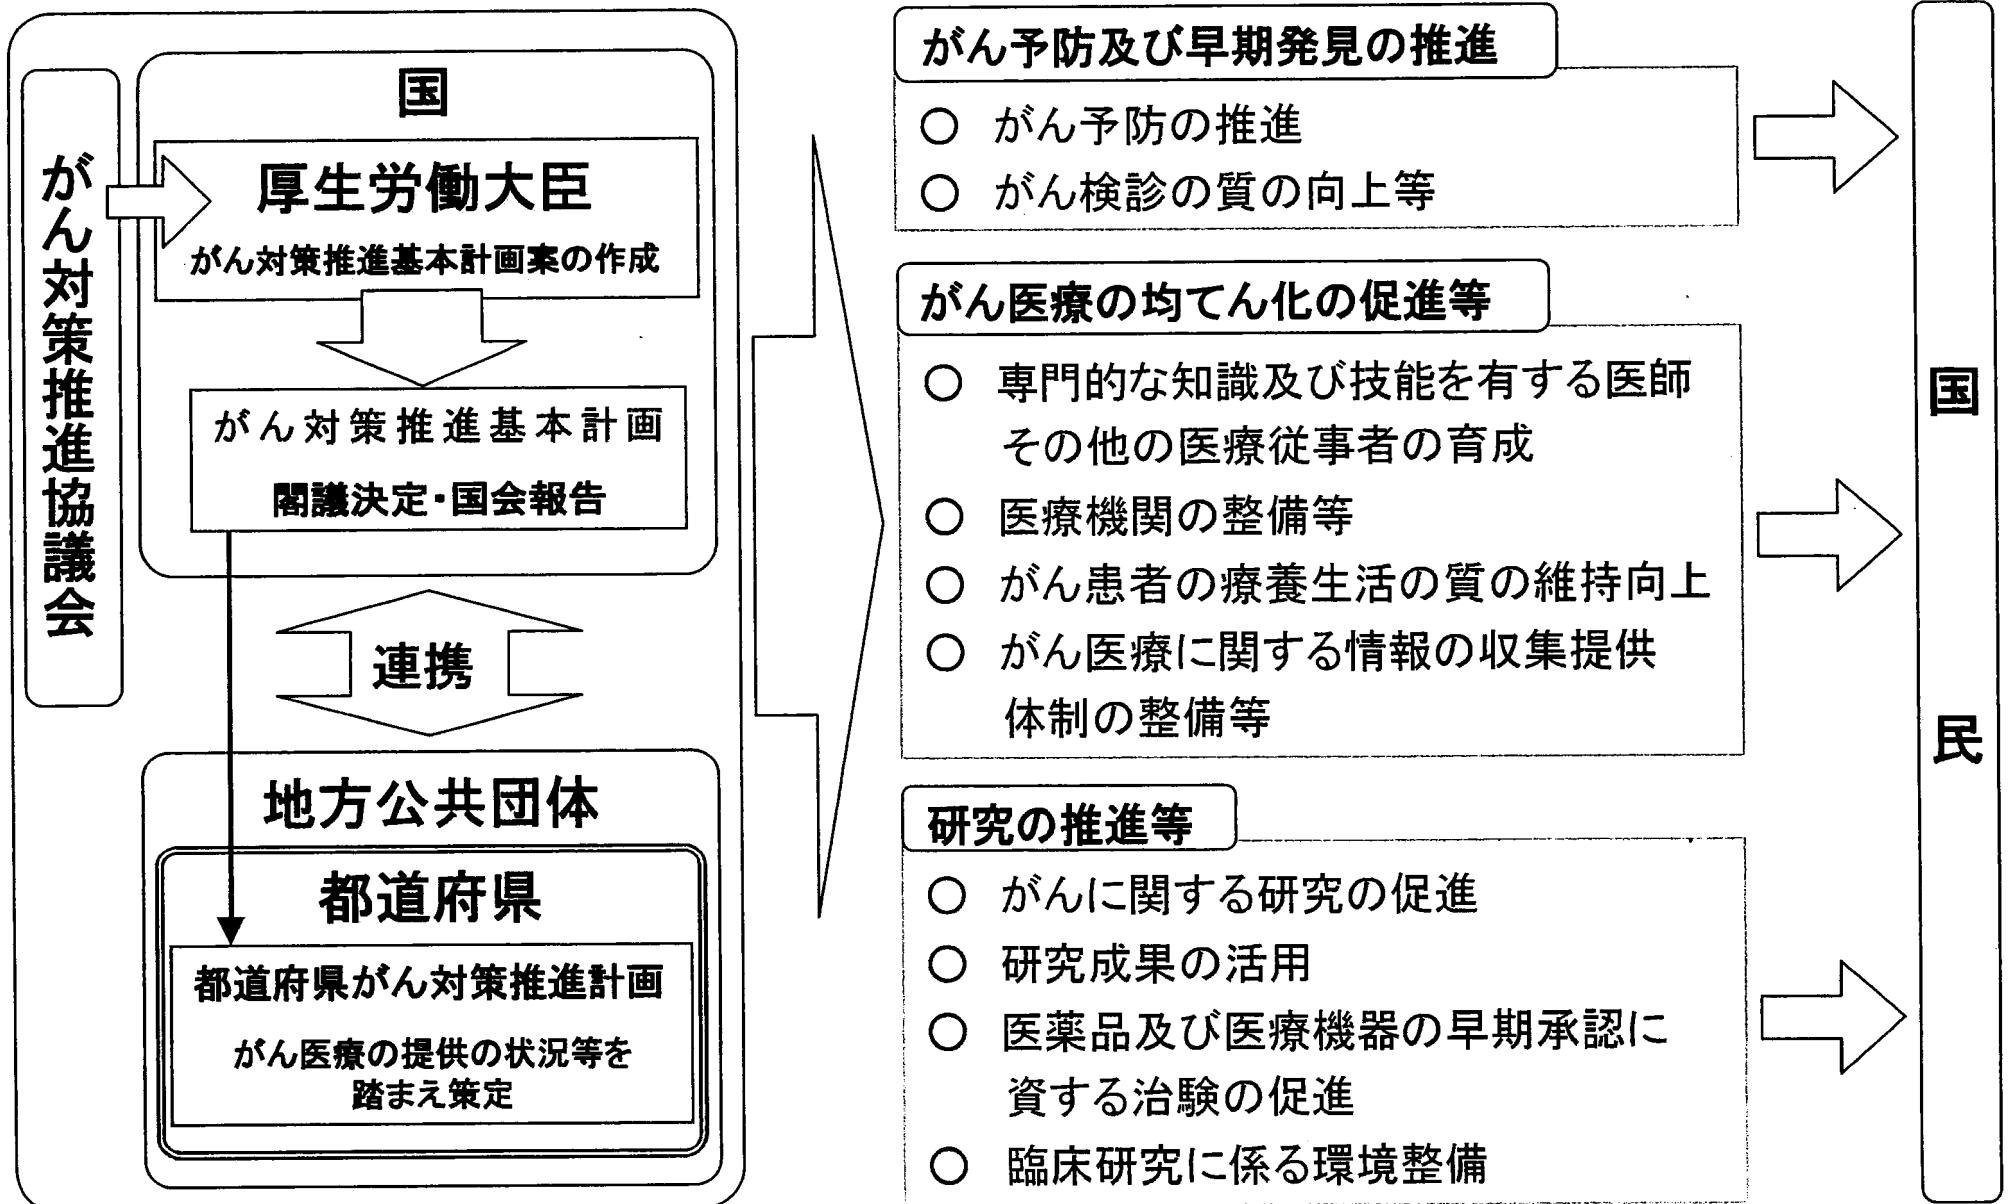 がん対策推進協議会
国
厚生労働大臣
がん対策推進基本計画案の作成
がん対策推進基本計画
閣議決定・国会報告
連携
地方公共団体
都道府県
都道府県がん対策推進計画
がん医療の提供の状況等を
踏まえ策定
がん予防及び早期発見の推進
○ がん予防の推進
○ がん検診の質の向上等
がん医療の均てん化の促進等
○ 専門的な知識及び技能を有する医師
その他の医療従事者の育成
○ 医療機関の整備等
○ がん患者の療養生活の質の維持向上
○ がん医療に関する情報の収集提供
体制の整備等
研究の推進等
○ がんに関する研究の促進
○ 研究成果の活用
○ 医薬品及び医療機器の早期承認に
資する治験の促進
○ 臨床研究に係る環境整備
国民